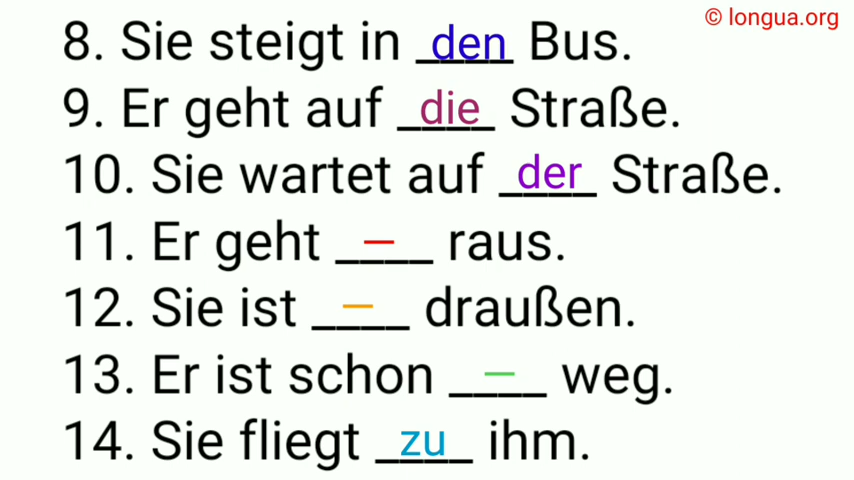 © longua.org
8. Sie steigt in den Bus.
9. Er geht auf die Straße.
10. Sie wartet auf der Straße.
11. Er geht — raus.
12. Sie ist — draußen.
13. Er ist schon — weg.
14. Sie fliegt zu ihm.